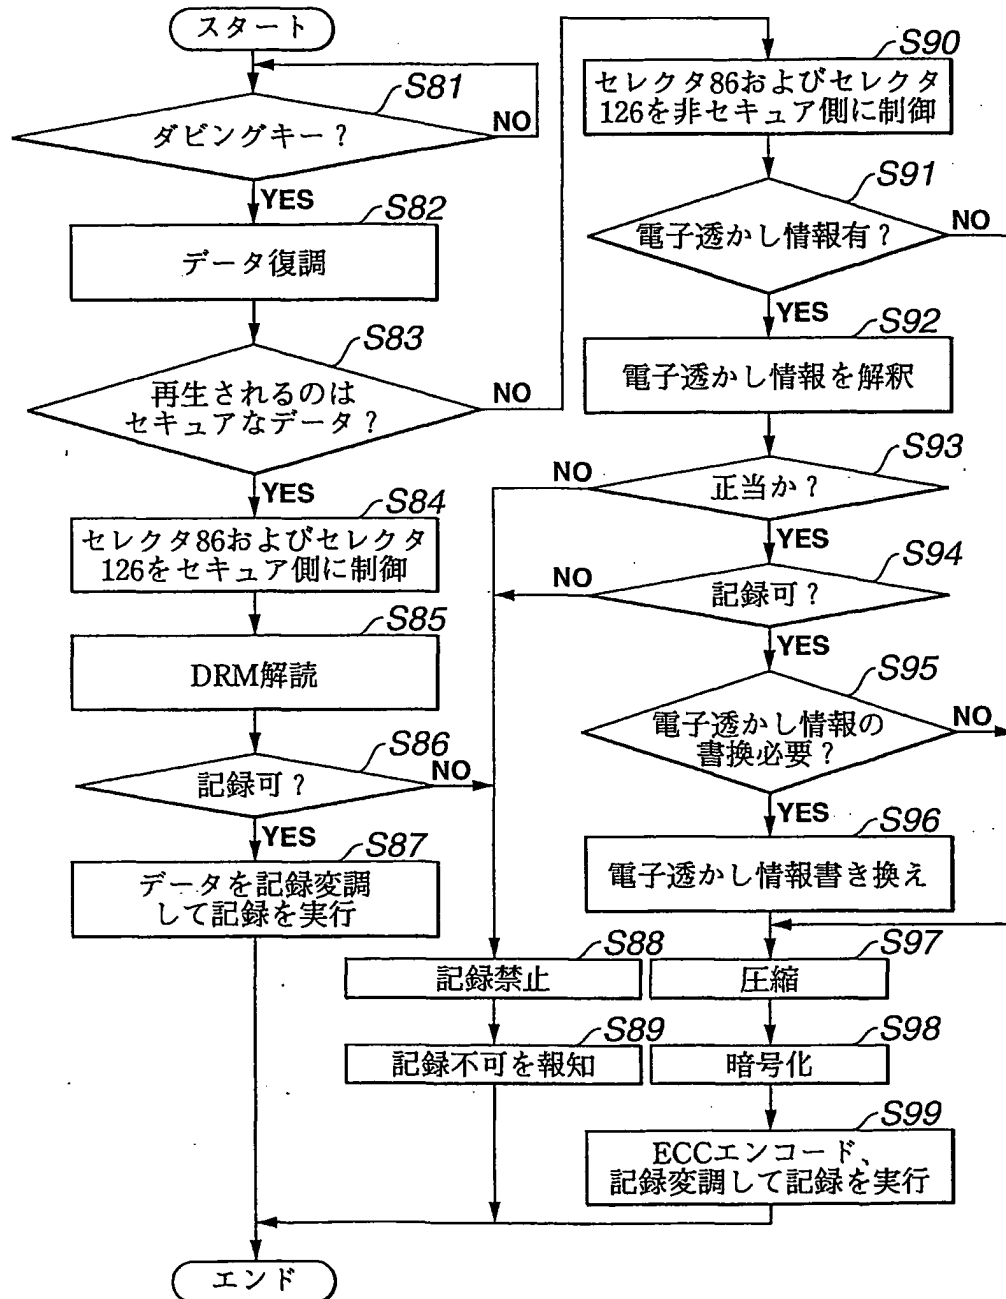 スタート
S81
ダビングキー?
NO
YES
S82
データ復調
S83
再生されるのは
セキュアなデータ?
NO
YES
S84
セレクタ86およびセレクタ
126をセキュア側に制御
S85
DRM解読
S86
記録可?
NO
YES
S87
データを記録変調
して記録を実行
S88
記録禁止
S89
記録不可を報知
S90
セレクタ86およびセレクタ
126を非セキュア側に制御
S91
電子透かし情報有?
NO
YES
S92
電子透かし情報を解釈
S93
正当か?
NO
YES
S94
記録可?
NO
YES
S95
電子透かし情報の
書換必要?
NO
YES
S96
電子透かし情報書き換え
S97
圧縮
S98
暗号化
S99
ECCエンコード、
記録変調して記録を実行
エンド